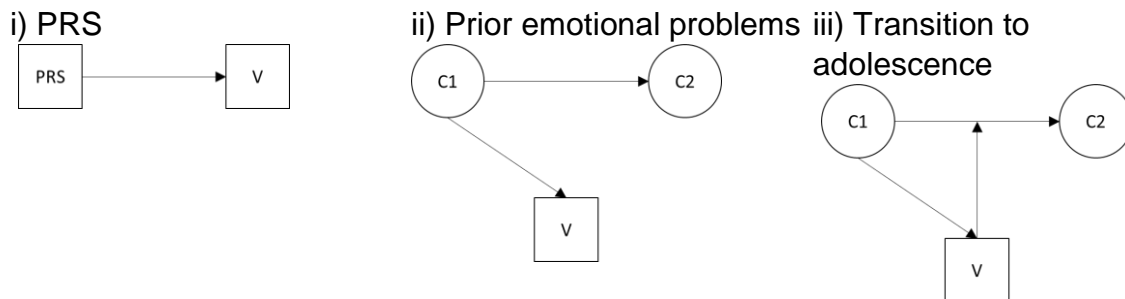 i) PRS
PRS
V
ii) Prior emotional problems
C1
C2
V
iii) Transition to
adolescence
C1
C2
V